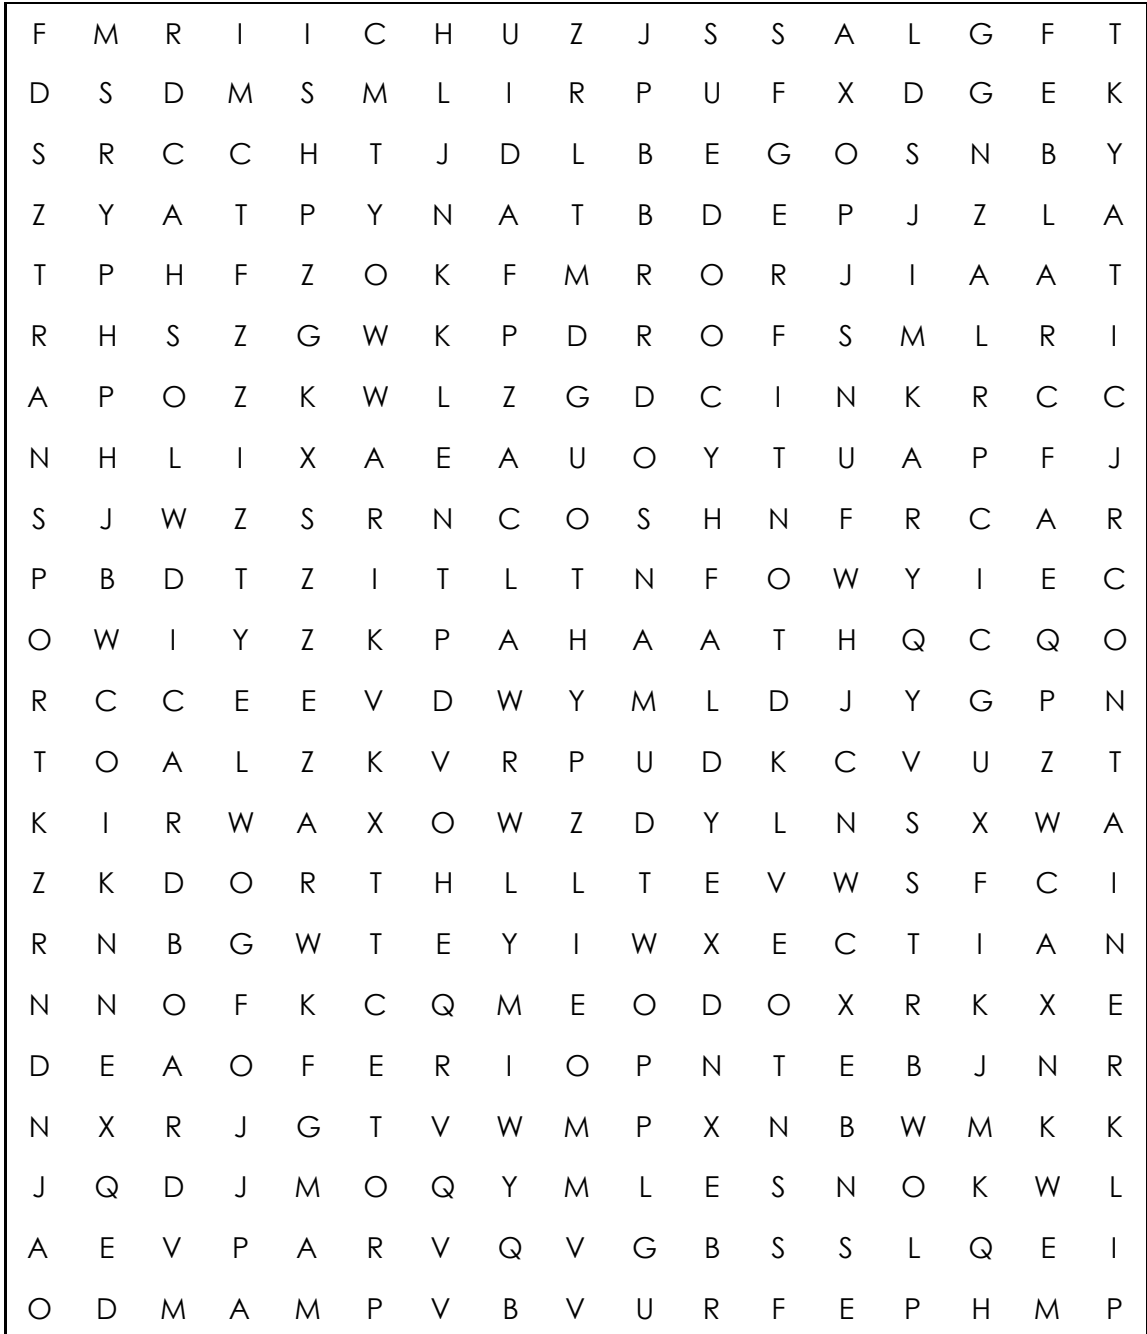 F M R I I C H U Z J S S A L G F T
D S D M S M L I R P U F X D G E K
S R C C H T J D L B E G O S N B Y
Z Y A T P Y N A T B D E P J Z L A
T P H F Z O K F M R O R J I A A T
R H S Z G W K P D R O F S M L R I
A P O Z K W L Z G D C I N K R C C
N H L I X A E A U O Y T U A P F J
S J W Z S R N C O S H N F R C A R
P B D T Z I T L T N F O W Y I E C
O W I Y Z K P A H A A T H Q C Q O
R C C E E V D W Y M L D J Y G P N
T O A L Z K V R P U D K C V U Z T
K I R W A X O W Z D Y L N S X W A
Z K D O R T H L L T E V W S F C I
R N B G W T E Y I W X E C T I A N
N N O F K C Q M E O D O X R K X E
D E A O F E R I O P N T E B J N R
N X R J G T V W M P X N B W M K K
J Q D J M O Q Y M L E S N O K W L
A E V P A R V Q V G B S S L Q E I
O D M A M P V B V U R F E P H M P